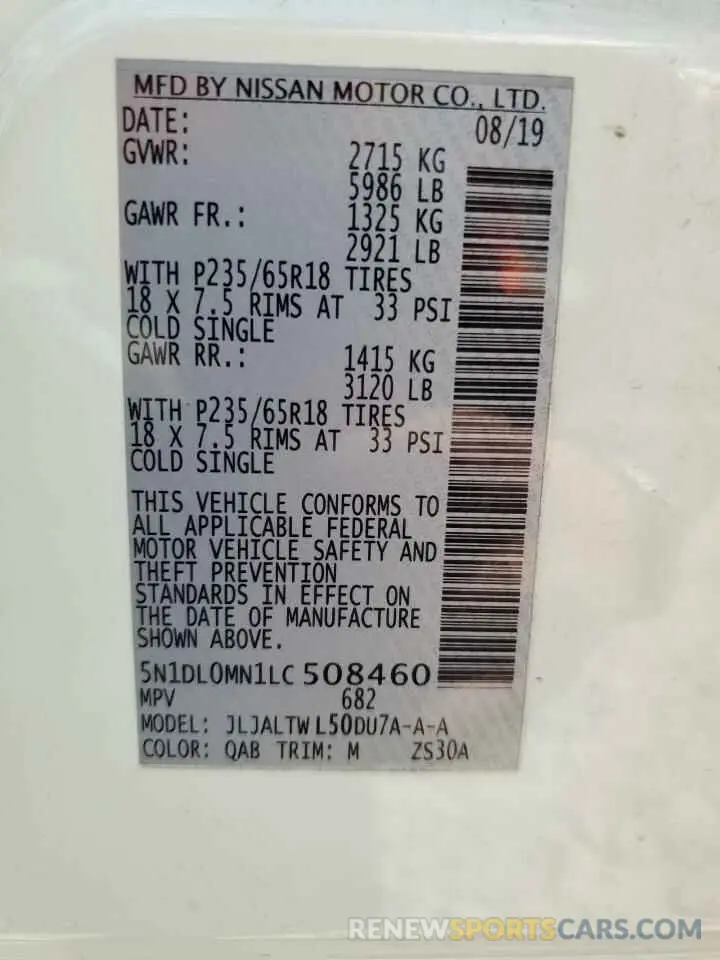 MFD BY NISSAN MOTOR CO., LTD.
DATE: 08/19
GVWR: 2715 KG
5986 LB
GAWR FR.: 1325 KG
2921 LB
WITH P235/65R18 TIRES
18 X 7.5 RIMS AT 33 PSI
COLD SINGLE
GAWR RR.: 1415 KG
3120 LB
WITH P235/65R18 TIRES
18 X 7.5 RIMS AT 33 PSI
COLD SINGLE
THIS VEHICLE CONFORMS TO
ALL APPLICABLE FEDERAL
MOTOR VEHICLE SAFETY AND
THEFT PREVENTION
STANDARDS IN EFFECT ON
THE DATE OF MANUFACTURE
SHOWN ABOVE.
5N1DL0MN1LC 508460
MPV 682
MODEL: JLJALTWL50DU7A-A-A
COLOR: QAB TRIM: M ZS30A
RENEWSPORTSCARS.COM